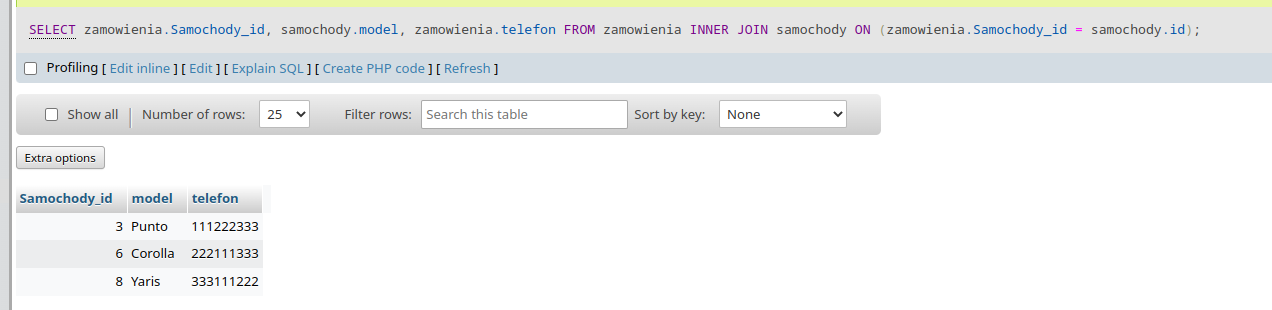 SELECT zamowienia.Samochody_id, samochody.model, zamowienia.telefon FROM zamowienia INNER JOIN samochody ON (zamowienia.Samochody_id = samochody.id);
Profiling [ Edit inline ] [ Edit ] [ Explain SQL ] [ Create PHP code ] [ Refresh ]
Show all Number of rows: 25 Filter rows: Search this table Sort by key: None
Extra options
Samochody_id model telefon
3 Punto 111222333
6 Corolla 222111333
8 Yaris 333111222